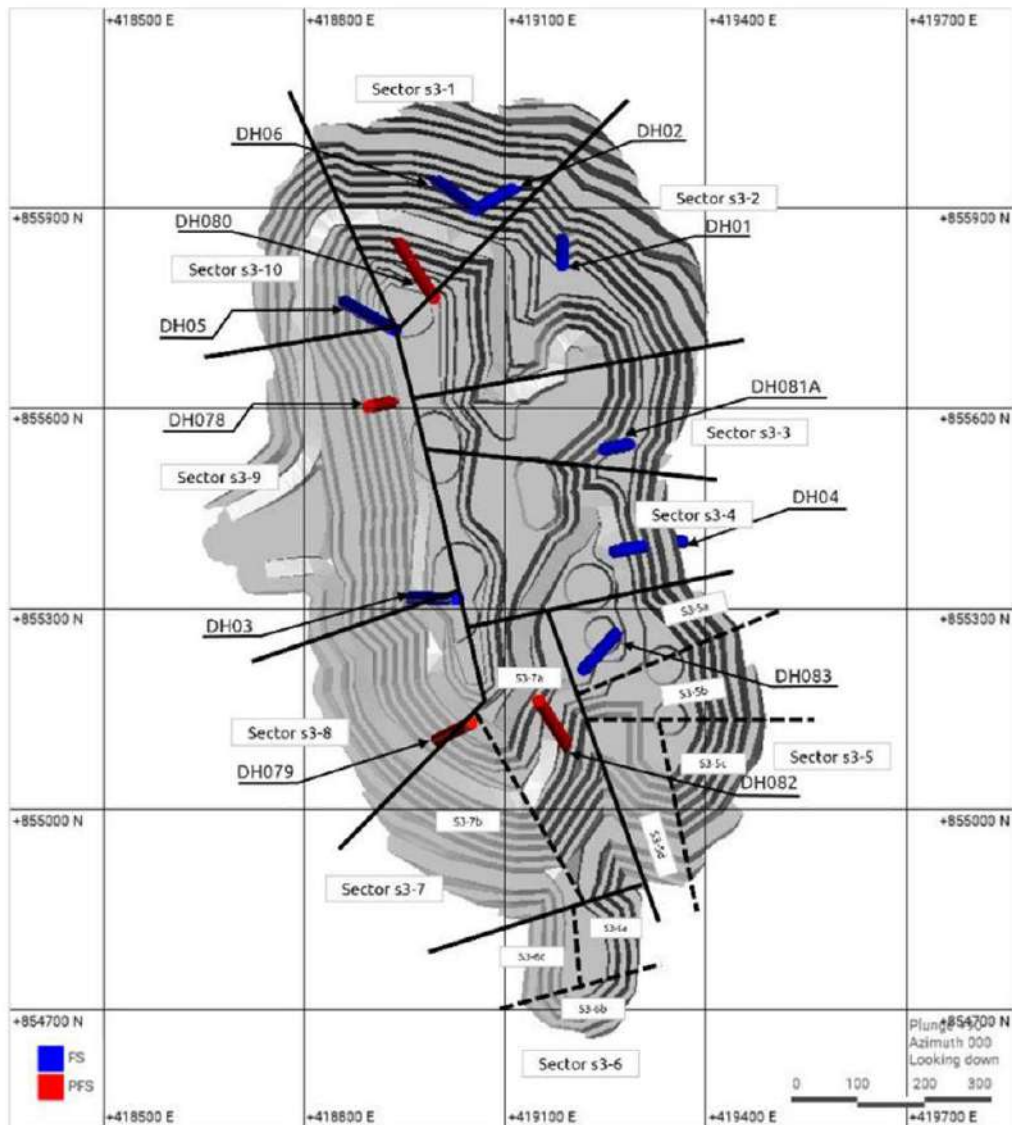 +418500 E
+418800 E
+419100 E
+419400 E
+419700 E
Sector s3-1
DH06
DH02
Sector s3-2
+855900 N
+855900 N
DH080
DH01
Sector s3-10
DH05
DH081A
+855600 N
+855600 N
DH078
Sector s3-3
Sector s3-9
DH04
Sector s3-4
+855300 N
S3-5a
+855300 N
DH03
S3-7a
DH083
S3-5b
Sector s3-8
Sector s3-5
S3-5c
DH079
DH082
+855000 N
S3-7b
+855000 N
S3-5d
Sector s3-7
S3-6a
S3-6c
+854700 N
S3-6b
+854700 N
Plunge +90
Azimuth 000
Looking down
FS
PFS
Sector s3-6
0 100 200 300
+418500 E
+418800 E
+419100 E
+419400 E
+419700 E